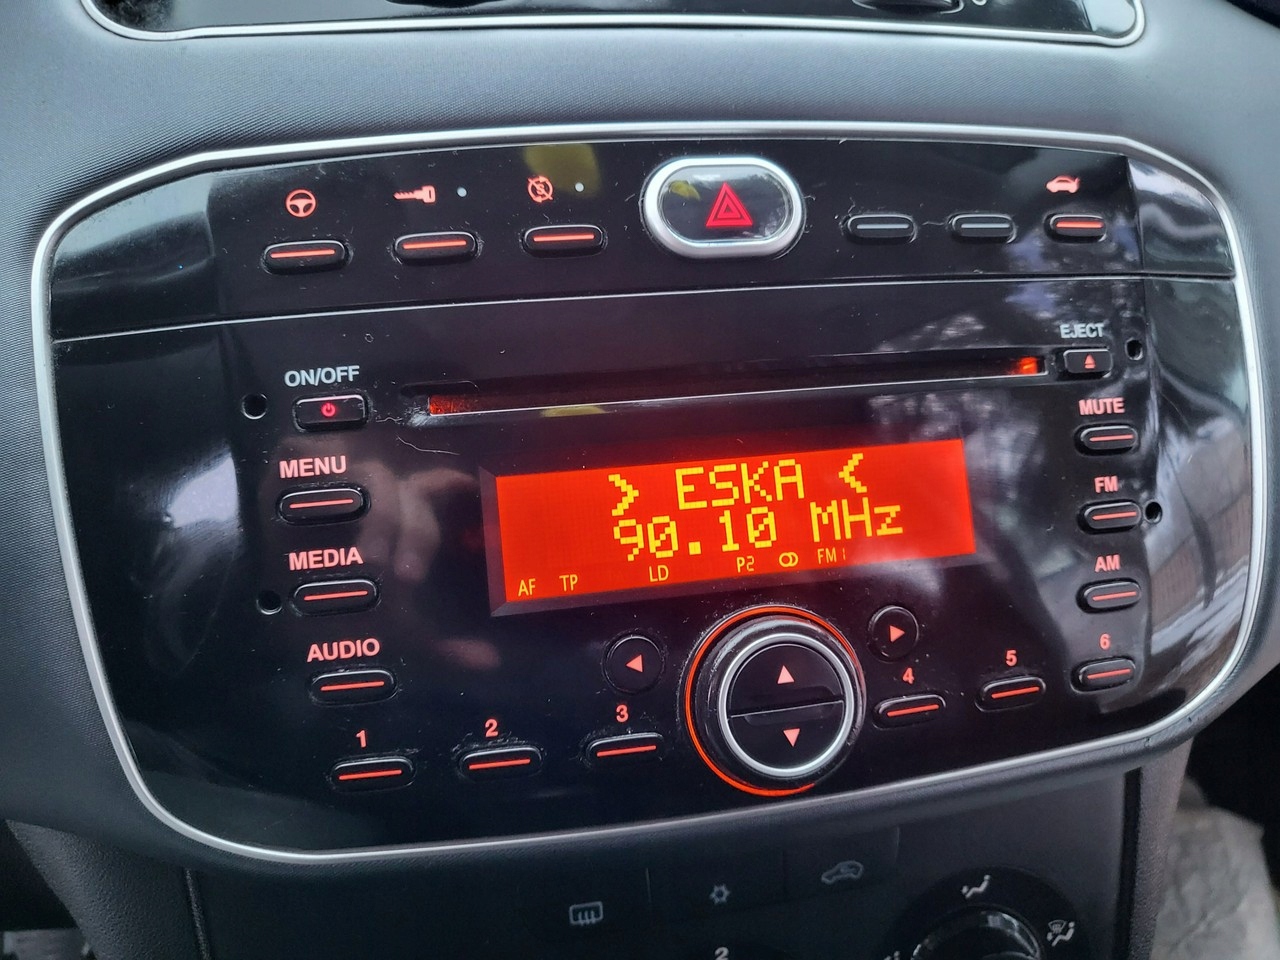 EJECT
ON/OFF
MUTE
MENU
> ESKA <
FM
90.10 MHz
MEDIA
AF TP LD P2 FM1
AM
AUDIO
1 2 3 4 5 6
2